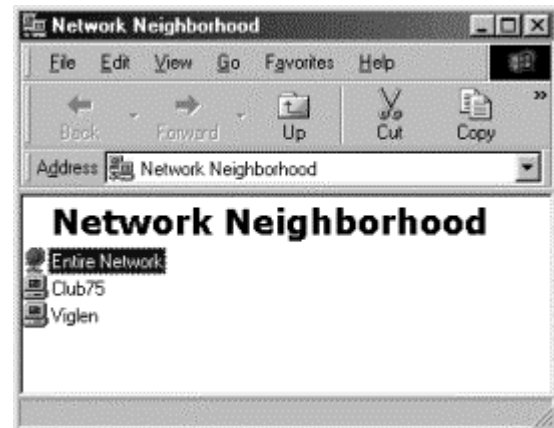 Network Neighborhood
File Edit View Go Favorites Help
Back Forward Up Cut Copy »
Address Network Neighborhood
Network Neighborhood
Entire Network
Club75
Viglen